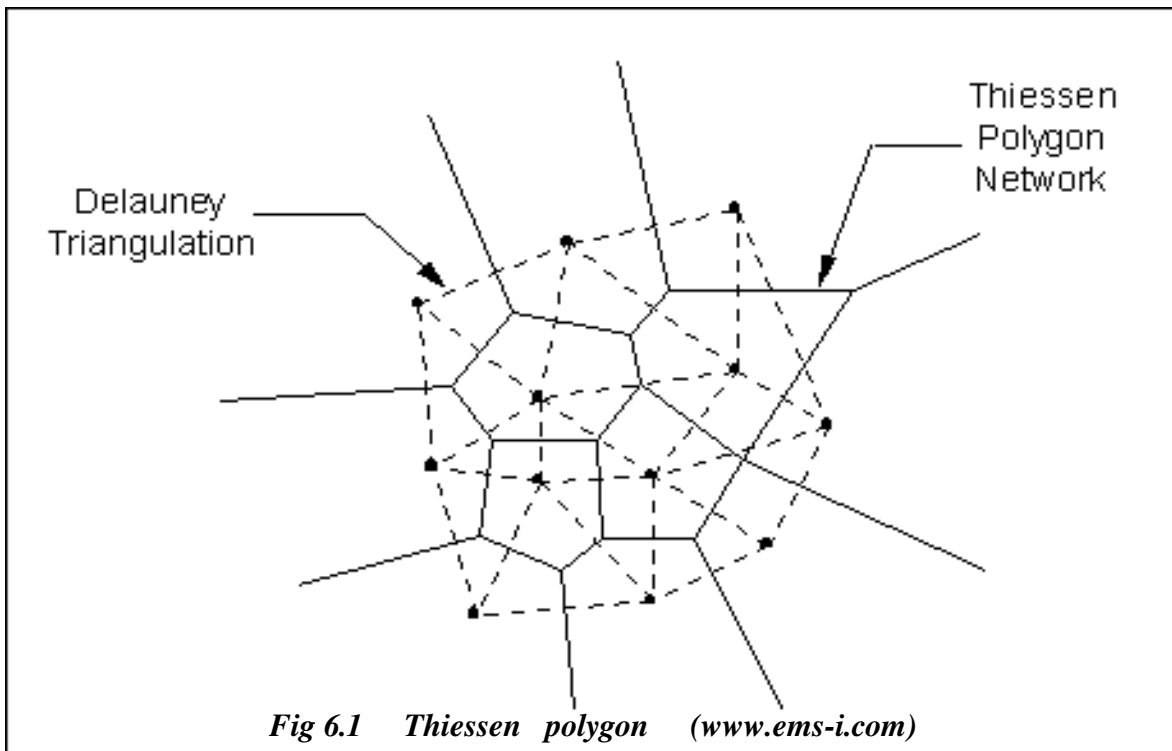 Thiessen
Polygon
Network
Delauney
Triangulation
Fig 6.1 Thiessen polygon (www.ems-i.com)